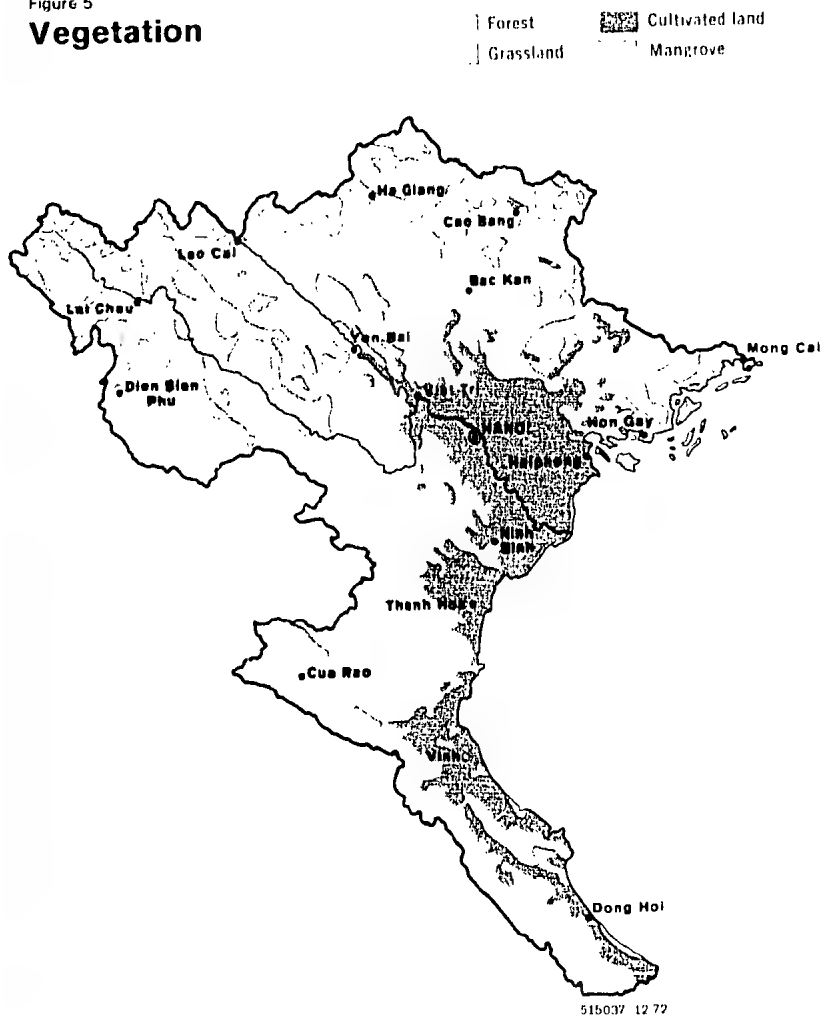 Figure 5
Vegetation
Forest
Cultivated land
Grassland
Mangrove
Ha Giang
Cao Bang
Lao Cai
Bac Kan
Lai Chau
Yen Bai
Mong Cai
Dien Bien
Phu
Viet Tri
Hon Gay
HANOI
Haiphong
Ninh
Binh
Thanh Hoa
Cua Rao
Vinh
Dong Hoi
515037 12 72